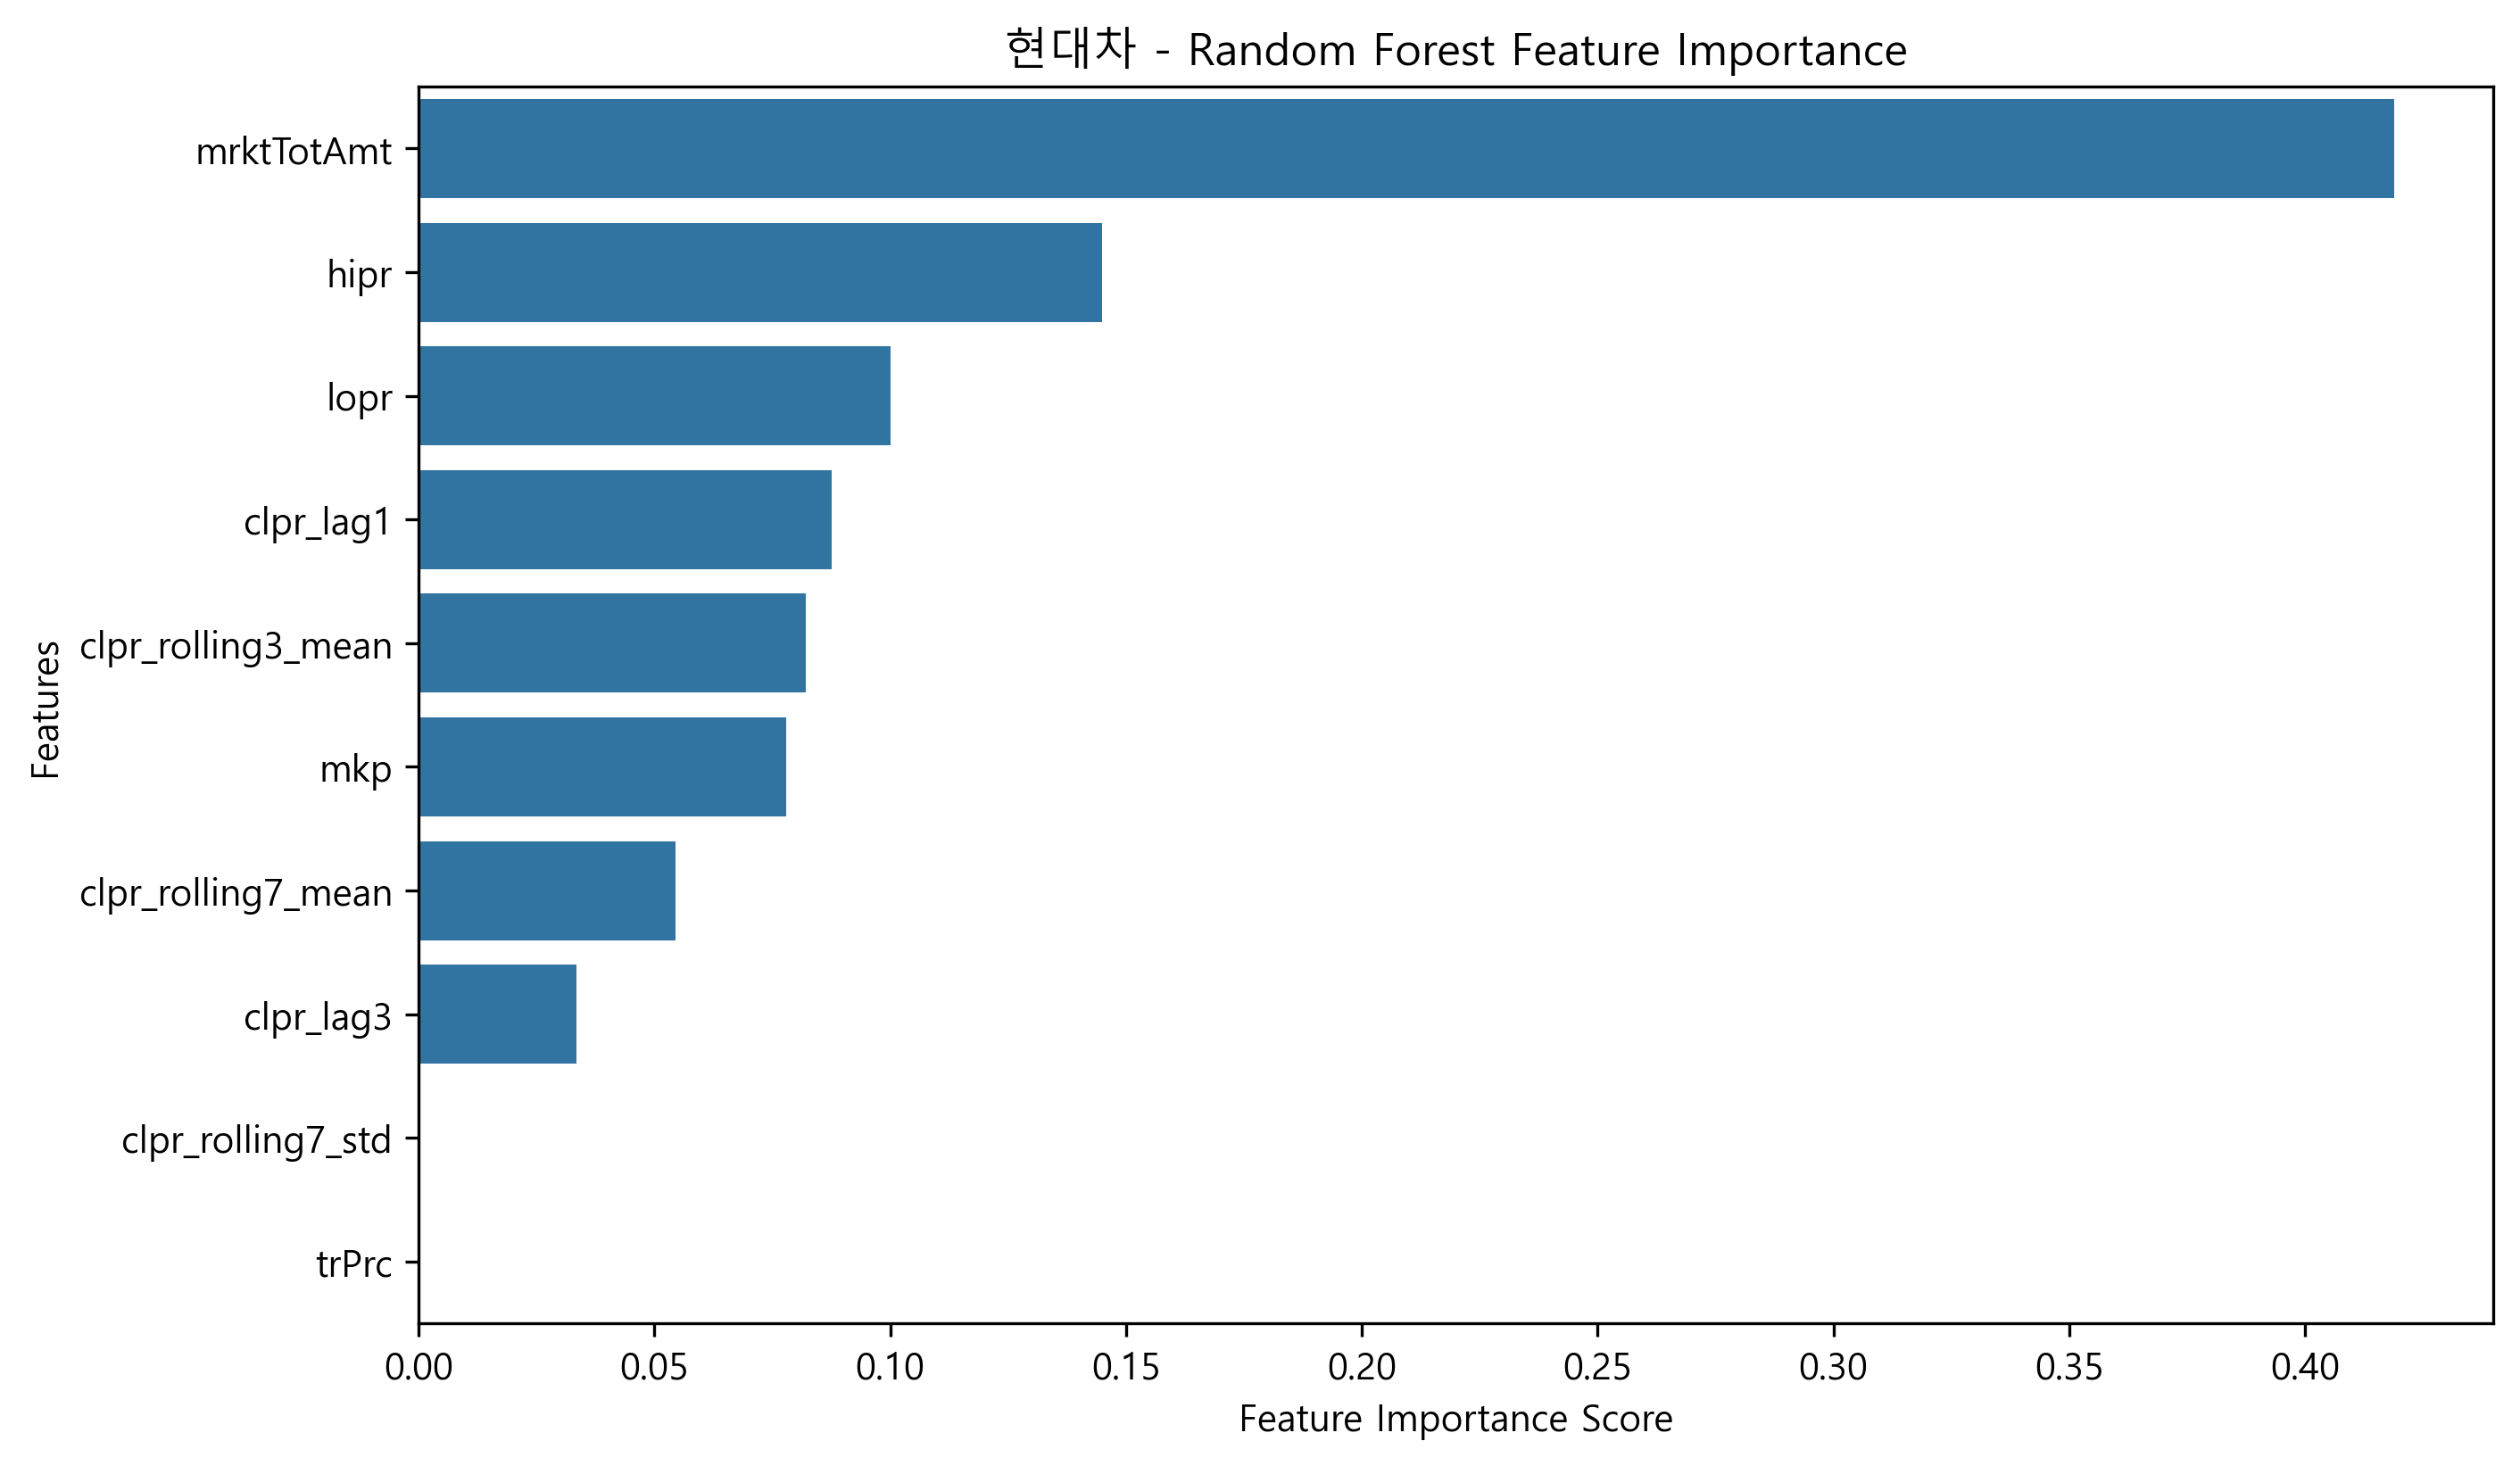 현대차 - Random Forest Feature Importance
mrktTotAmt
hipr
lopr
clpr_lag1
clpr_rolling3_mean
mkp
clpr_rolling7_mean
clpr_lag3
clpr_rolling7_std
trPrc
Features
0.00 0.05 0.10 0.15 0.20 0.25 0.30 0.35 0.40
Feature Importance Score